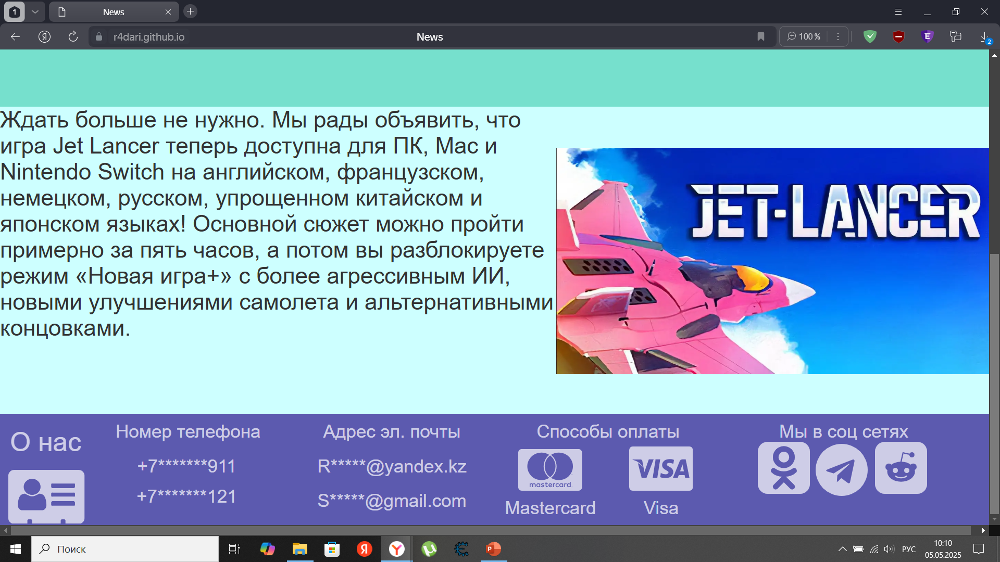 1
News
r4dari.github.io
News
100 %
2
Ждать больше не нужно. Мы рады объявить, что
игра Jet Lancer теперь доступна для ПК, Mac и
Nintendo Switch на английском, французском,
немецком, русском, упрощенном китайском и
японском языках! Основной сюжет можно пройти
примерно за пять часов, а потом вы разблокируете
режим «Новая игра+» с более агрессивным ИИ,
новыми улучшениями самолета и альтернативными
концовками.
JET-LANCER
О нас
Номер телефона
+7*******911
+7*******121
Адрес эл. почты
R*****@yandex.kz
S*****@gmail.com
Способы оплаты
mastercard.
VISA
Mastercard
Visa
Мы в соц сетях
Поиск
РУС
10:10
05.05.2025